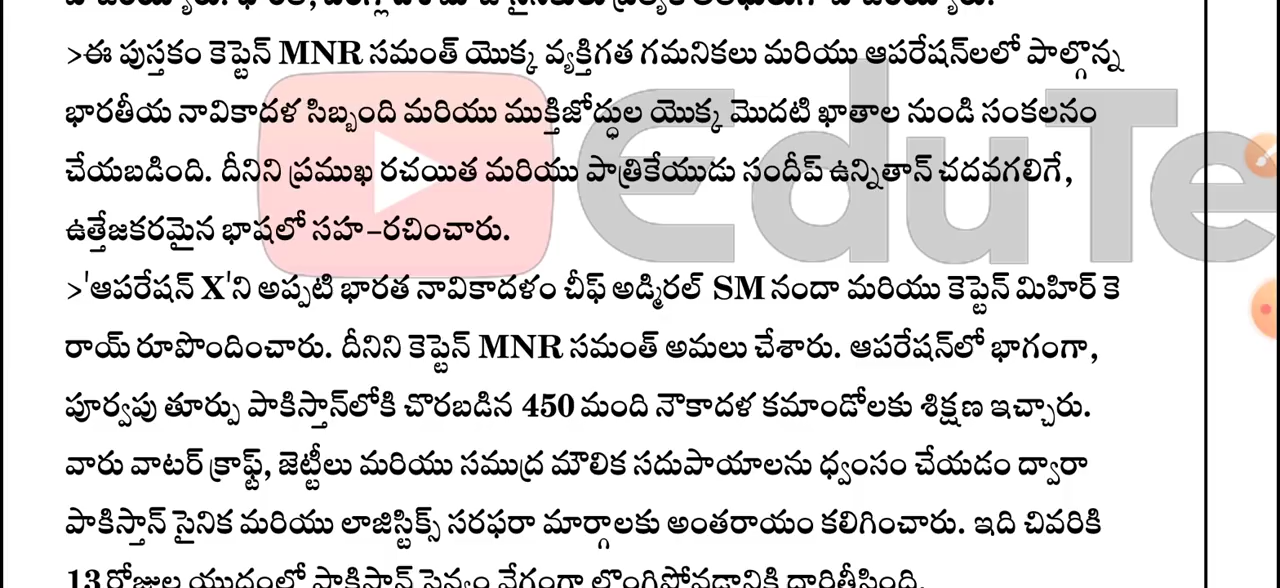 >ఈ పుస్తకం కెప్టెన్ MNR సమంత్ యొక్క వ్యక్తిగత గమనికలు మరియు ఆపరేషన్‌లలో పాల్గొన్న
భారతీయ నావికాదళ సిబ్బంది మరియు ముక్తిజోద్ధుల యొక్క మొదటి ఖాతాల నుండి సంకలనం
చేయబడింది. దీనిని ప్రముఖ రచయిత మరియు పాత్రికేయుడు సందీప్ ఉన్నితాన్ చదవగలిగే,
ఉత్తేజకరమైన భాషలో సహ-రచించారు.
>'ఆపరేషన్ X'ని అప్పటి భారత నావికాదళం చీఫ్ అడ్మిరల్ SM నందా మరియు కెప్టెన్ మిహిర్ కె
రాయ్ రూపొందించారు. దీనిని కెప్టెన్ MNR సమంత్ అమలు చేశారు. ఆపరేషన్‌లో భాగంగా,
పూర్వపు తూర్పు పాకిస్తాన్‌లోకి చొరబడిన 450 మంది నౌకాదళ కమాండోలకు శిక్షణ ఇచ్చారు.
వారు వాటర్ క్రాఫ్ట్, జెట్టీలు మరియు సముద్ర మౌలిక సదుపాయాలను ధ్వంసం చేయడం ద్వారా
పాకిస్తాన్ సైనిక మరియు లాజిస్టిక్స్ సరఫరా మార్గాలకు అంతరాయం కలిగించారు. ఇది చివరికి
13 రోజుల యుద్ధంలో పాకిస్తాన్ సైన్యం వేగంగా లొంగిపోవడానికి దారితీసింది.
EduTe